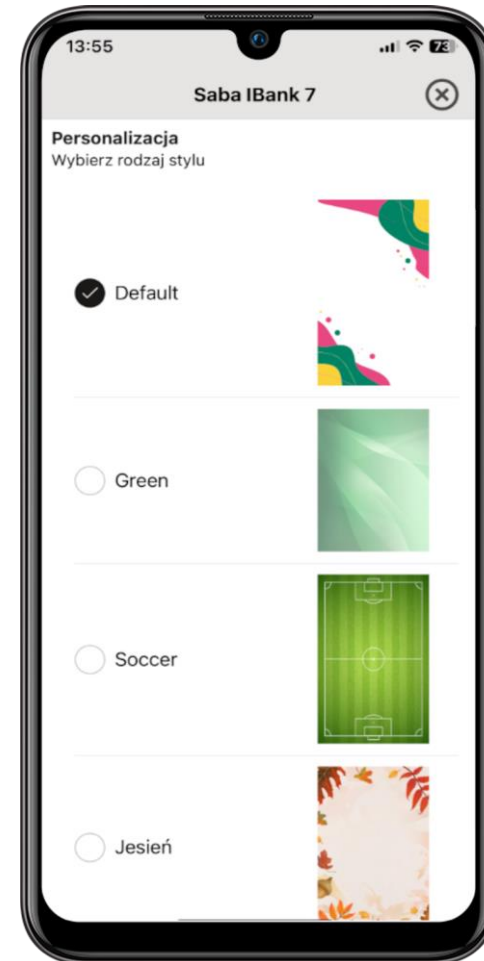 13:55
73
Saba IBank 7
Personalizacja
Wybierz rodzaj stylu
Default
Green
Soccer
Jesień